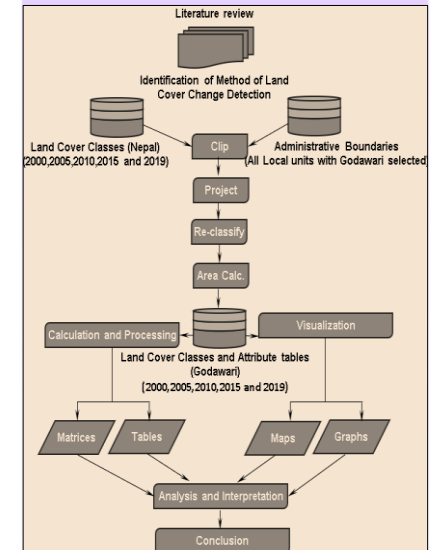 Literature review
Identification of Method of Land
Cover Change Detection
Land Cover Classes (Nepal)
(2000,2005,2010,2015 and 2019)
Clip
Administrative Boundaries
(All Local units with Godawari selected)
Project
Re-classify
Area Calc.
Calculation and Processing
Visualization
Land Cover Classes and Attribute tables
(Godawari)
(2000,2005,2010,2015 and 2019)
Matrices
Tables
Maps
Graphs
Analysis and Interpretation
Conclusion